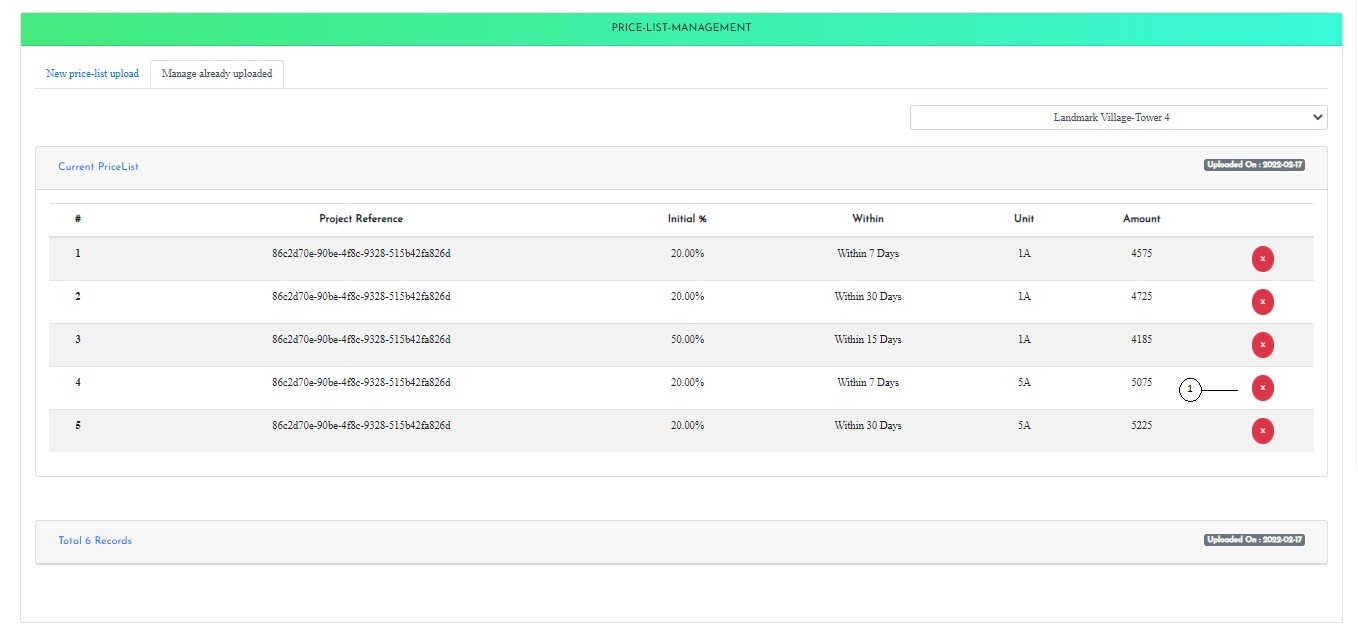 PRICE-LIST-MANAGEMENT
New price-list upload Manage already uploaded
Landmark Village-Tower 4
Current PriceList Uploaded On : 2022-02-17
# Project Reference Initial % Within Unit Amount
1 86c2d70e-90be-4f8c-9328-515b42fa826d 20.00% Within 7 Days 1A 4575 x
2 86c2d70e-90be-4f8c-9328-515b42fa826d 20.00% Within 30 Days 1A 4725 x
3 86c2d70e-90be-4f8c-9328-515b42fa826d 50.00% Within 15 Days 1A 4185 x
4 86c2d70e-90be-4f8c-9328-515b42fa826d 20.00% Within 7 Days 5A 5075 1 x
5 86c2d70e-90be-4f8c-9328-515b42fa826d 20.00% Within 30 Days 5A 5225 x
Total 6 Records Uploaded On : 2022-02-17